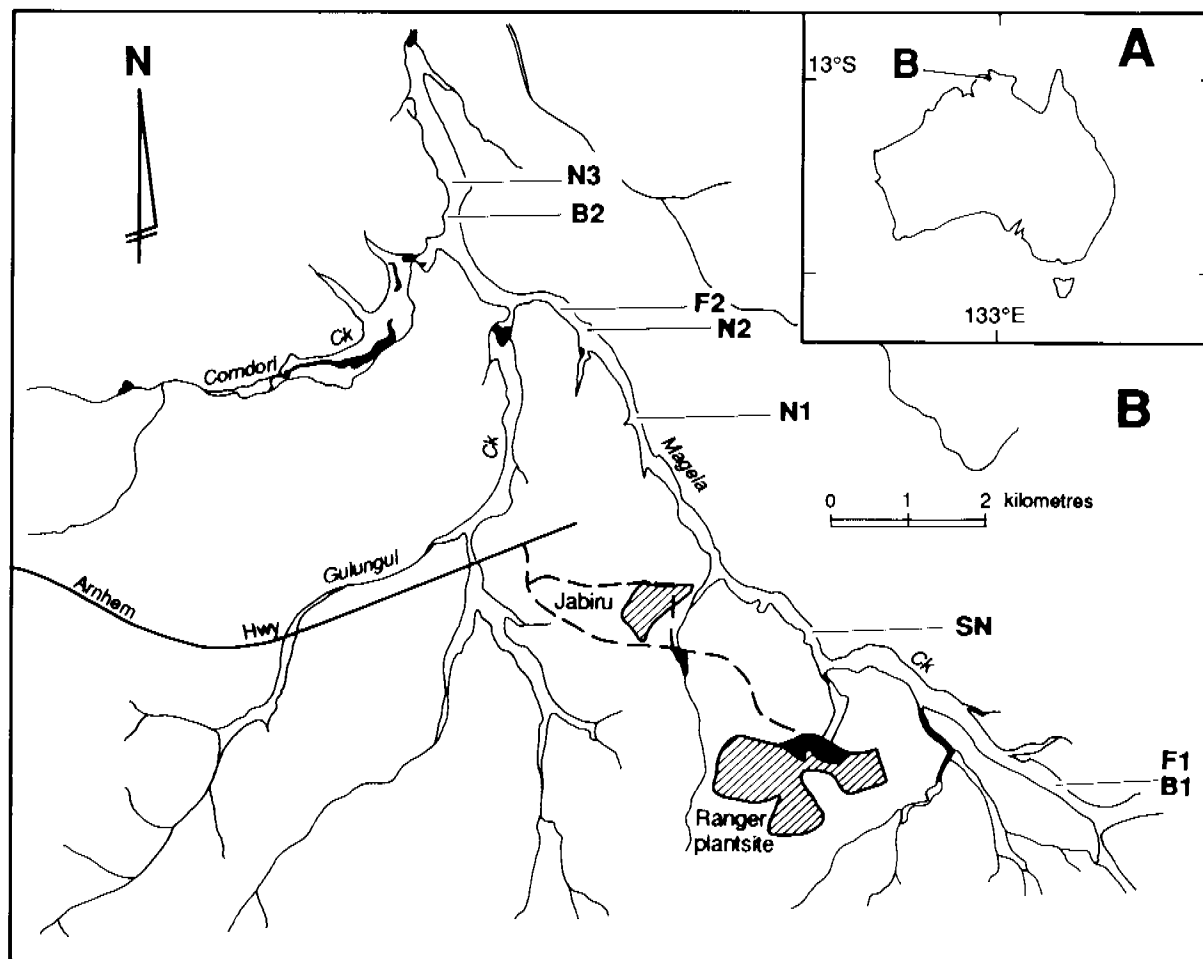 N
A
B
13°S
133°E
N3
B2
F2
N2
N1
B
0 1 2 kilometres
Ck
Corndorl
Ck
Magela
Gulungul
Arnhem
Hwy
Jabiru
SN
Ck
F1
B1
Ranger
plantsite